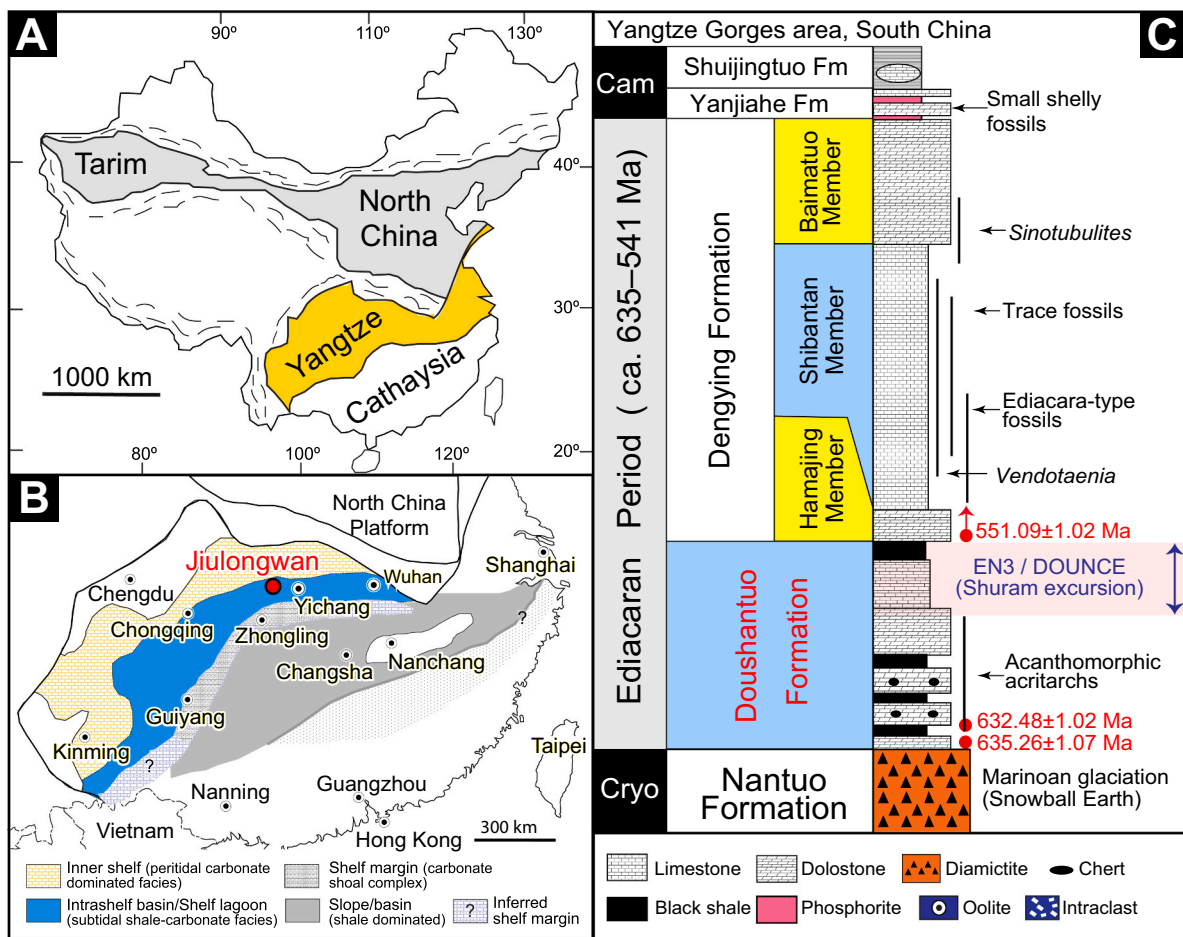 A
90º
110º
130º
Tarim
North
China
40º
30º
20º
Yangtze
Cathaysia
1000 km
80º
100º
120º
B
North China
Platform
Jiulongwan
Shanghai
Chengdu
Wuhan
Yichang
Chongqing
Zhongling
?
Nanchang
Changsha
Guiyang
Kinming
?
Taipei
Nanning
Guangzhou
Vietnam
Hong Kong
300 km
Inner shelf (peritidal carbonate
dominated facies)
Shelf margin (carbonate
shoal complex)
Intrashelf basin/Shelf lagoon
(subtidal shale-carbonate facies)
Slope/basin
(shale dominated)
?
Inferred
shelf margin
Yangtze Gorges area, South China
C
Cam
Shuijingtuo Fm
Yanjiahe Fm
Small shelly
fossils
Ediacaran Period ( ca. 635–541 Ma)
Dengying Formation
Baimatuo
Member
Sinotubulites
Shibantan
Member
Trace fossils
Ediacara-type
fossils
Hamajing
Member
Vendotaenia
551.09±1.02 Ma
EN3 / DOUNCE
(Shuram excursion)
Doushantuo
Formation
Acanthomorphic
acritarchs
632.48±1.02 Ma
635.26±1.07 Ma
Cryo
Nantuo
Formation
Marinoan glaciation
(Snowball Earth)
Limestone
Dolostone
Diamictite
Chert
Black shale
Phosphorite
Oolite
Intraclast